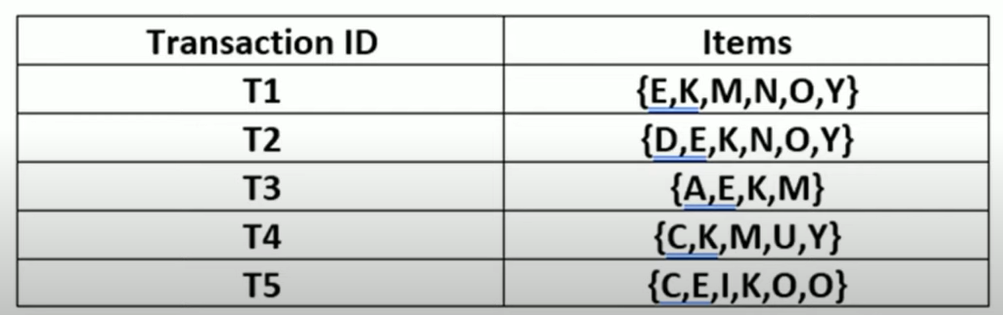 Transaction ID Items
T1 {E,K,M,N,O,Y}
T2 {D,E,K,N,O,Y}
T3 {A,E,K,M}
T4 {C,K,M,U,Y}
T5 {C,E,I,K,O,O}